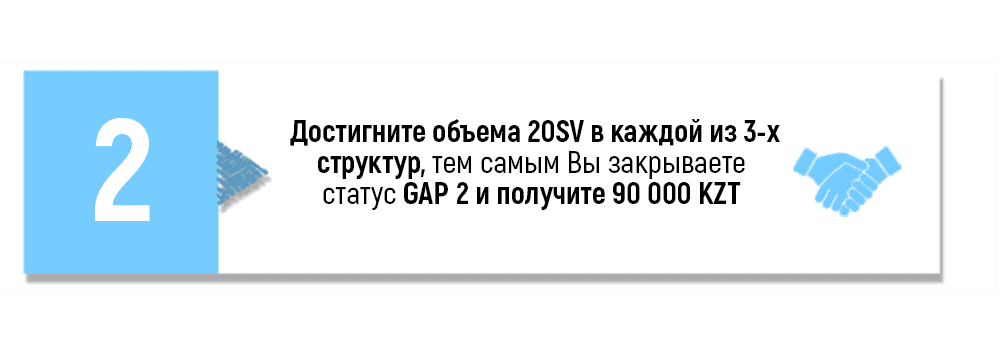 2
Достигните объема 20SV в каждой из 3-х
структур, тем самым Вы закрываете
статус GAP 2 и получите 90 000 KZT